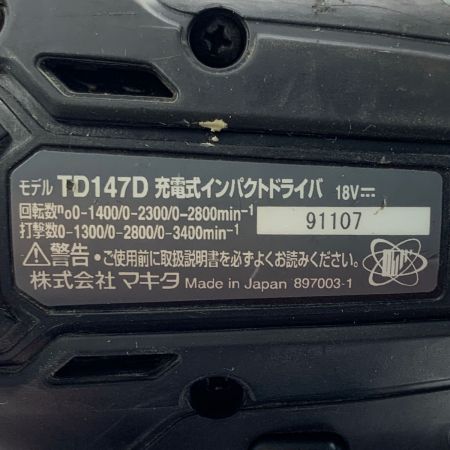 モデル TD147D 充電式インパクトドライバ 18V⎓
回転数n₀0-1400/0-2300/0-2800min⁻¹
打撃数0-1300/0-2800/0-3400min⁻¹
91107
⚠警告・ご使用前に取扱説明書を必ずよくお読みください。
株式会社マキタ Made in Japan 897003-1